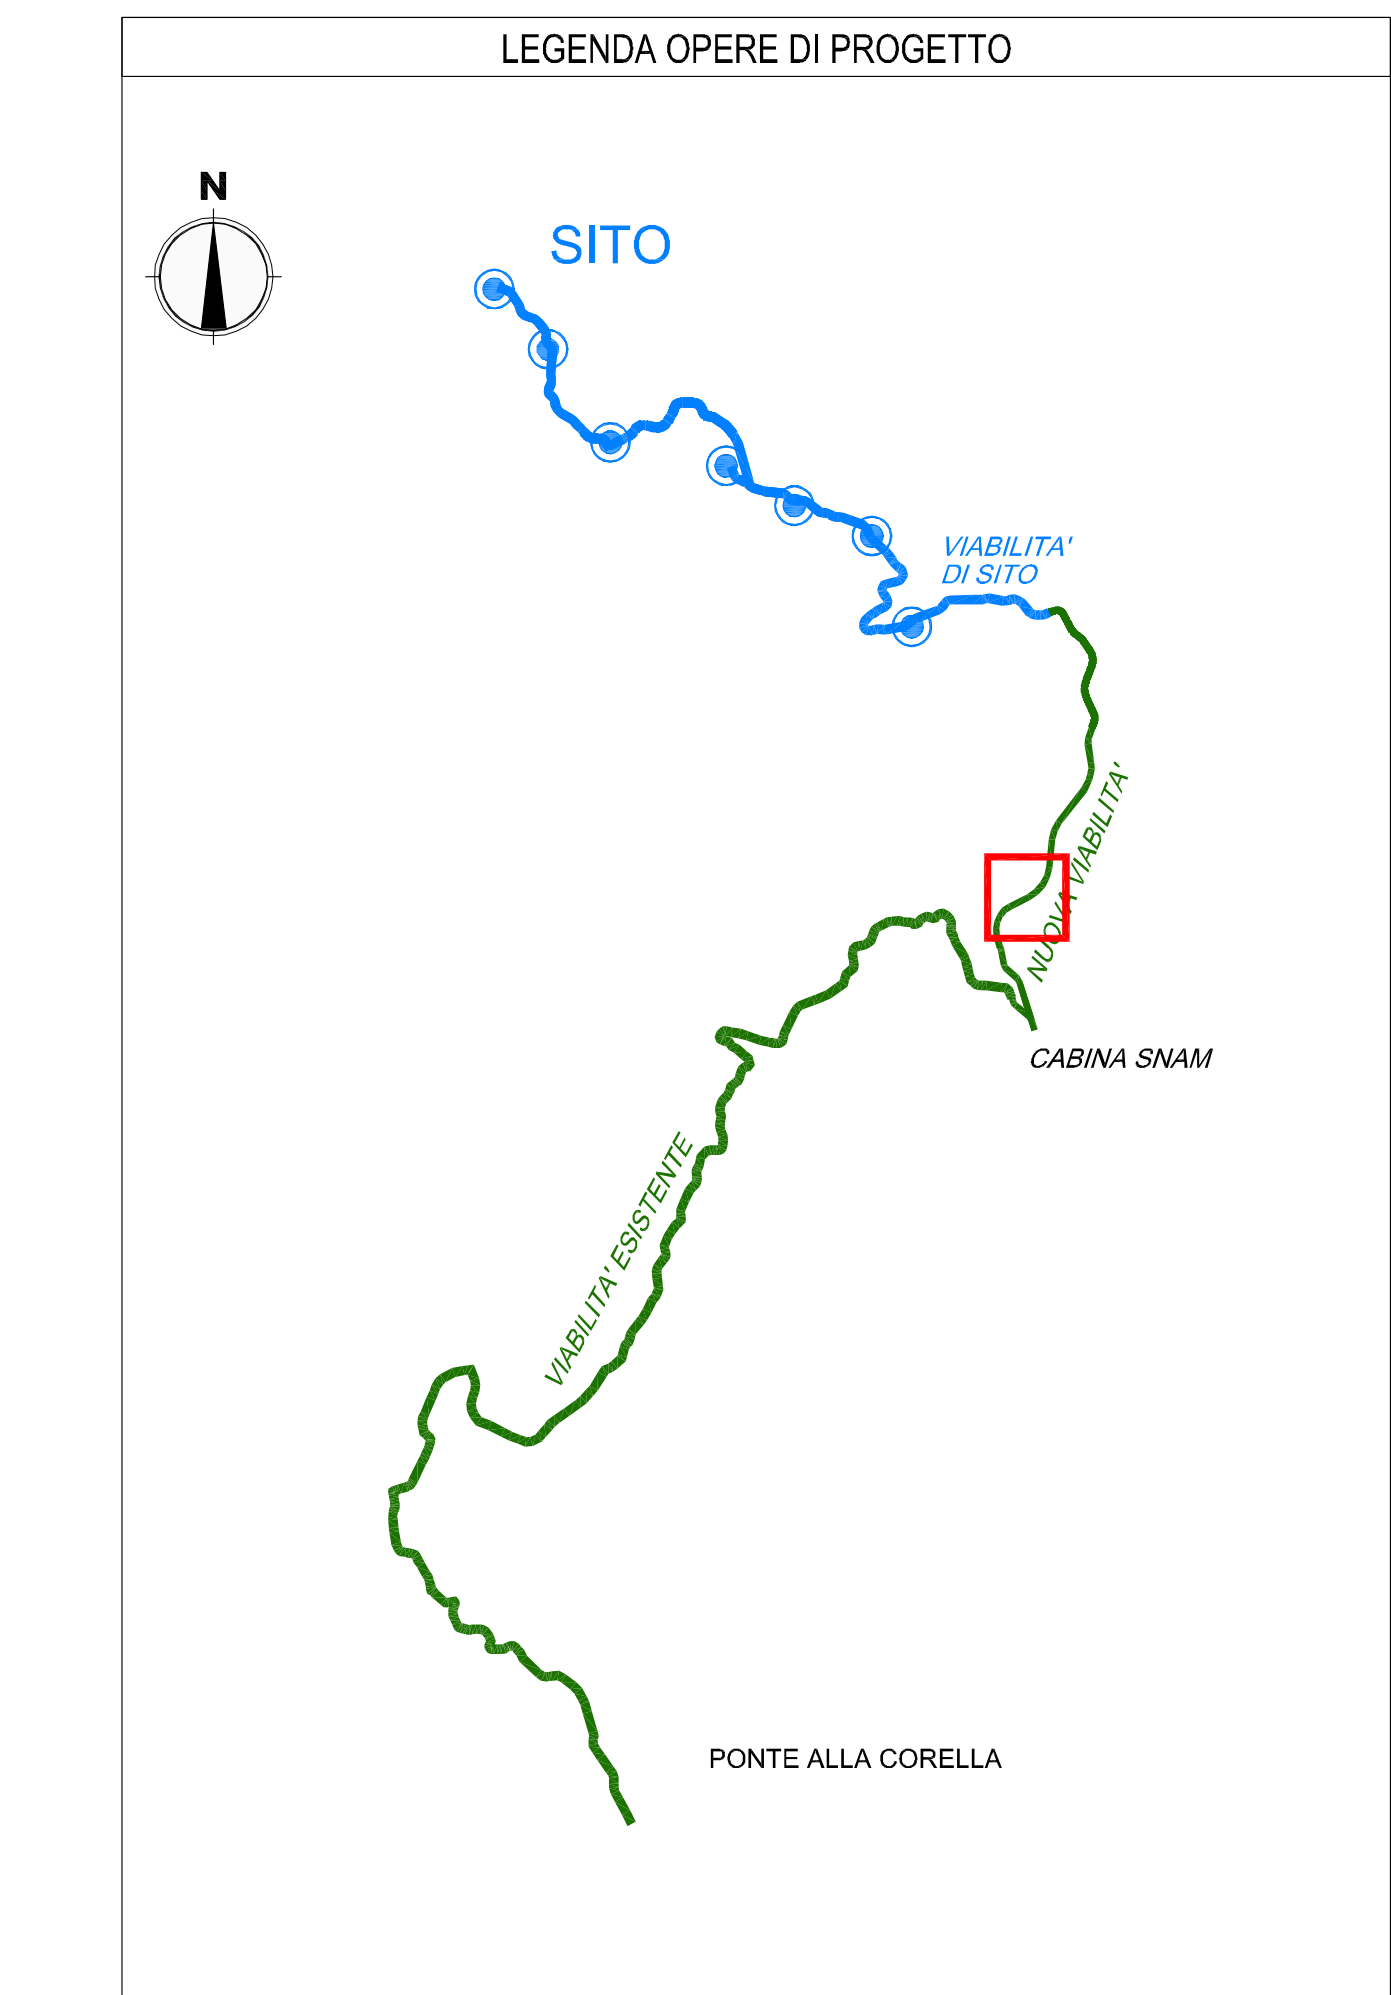 LEGENDA OPERE DI PROGETTO
N
SITO
VIABILITA'
DI SITO
NUOVA VIABILITA'
CABINA SNAM
VIABILITA' ESISTENTE
PONTE ALLA CORELLA